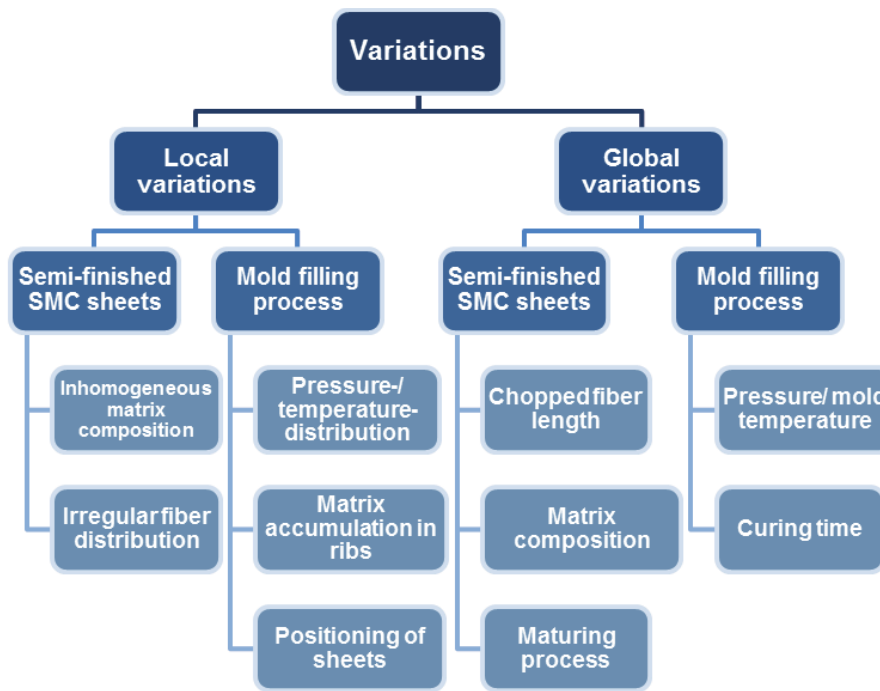 Variations
Local
variations
Global
variations
Semi-finished
SMC sheets
Mold filling
process
Semi-finished
SMC sheets
Mold filling
process
Inhomogeneous
matrix
composition
Pressure-/
temperature-
distribution
Chopped fiber
length
Pressure/ mold
temperature
Irregular fiber
distribution
Matrix
accumulation in
ribs
Matrix
composition
Curing time
Positioning of
sheets
Maturing
process